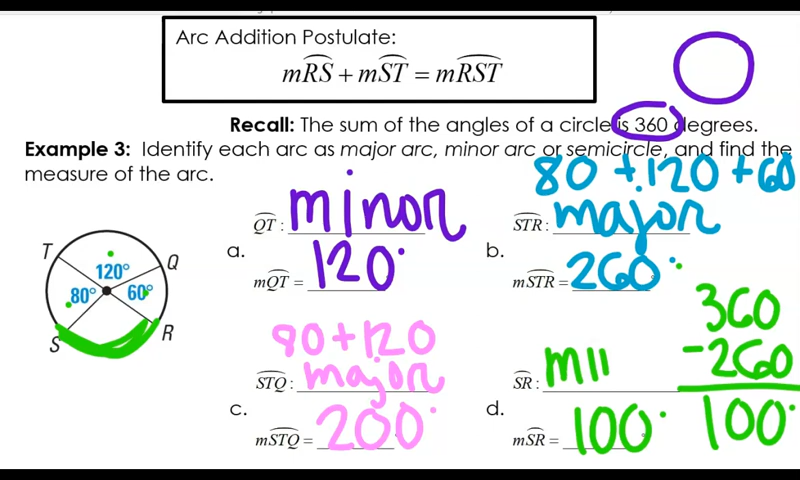 Arc Addition Postulate:
mRS + mST = mRST
Recall: The sum of the angles of a circle is 360 degrees.
Example 3: Identify each arc as major arc, minor arc or semicircle, and find the
measure of the arc.
80 + 120 + 60
QT: minor
a.
mQT = 120°
STR: major
b.
mSTR = 260°
T
Q
120°
80°
60°
S
R
80 + 120
STQ: major
c.
mSTQ = 200°
SR:
d.
mSR = 100°
360
- 260
100°